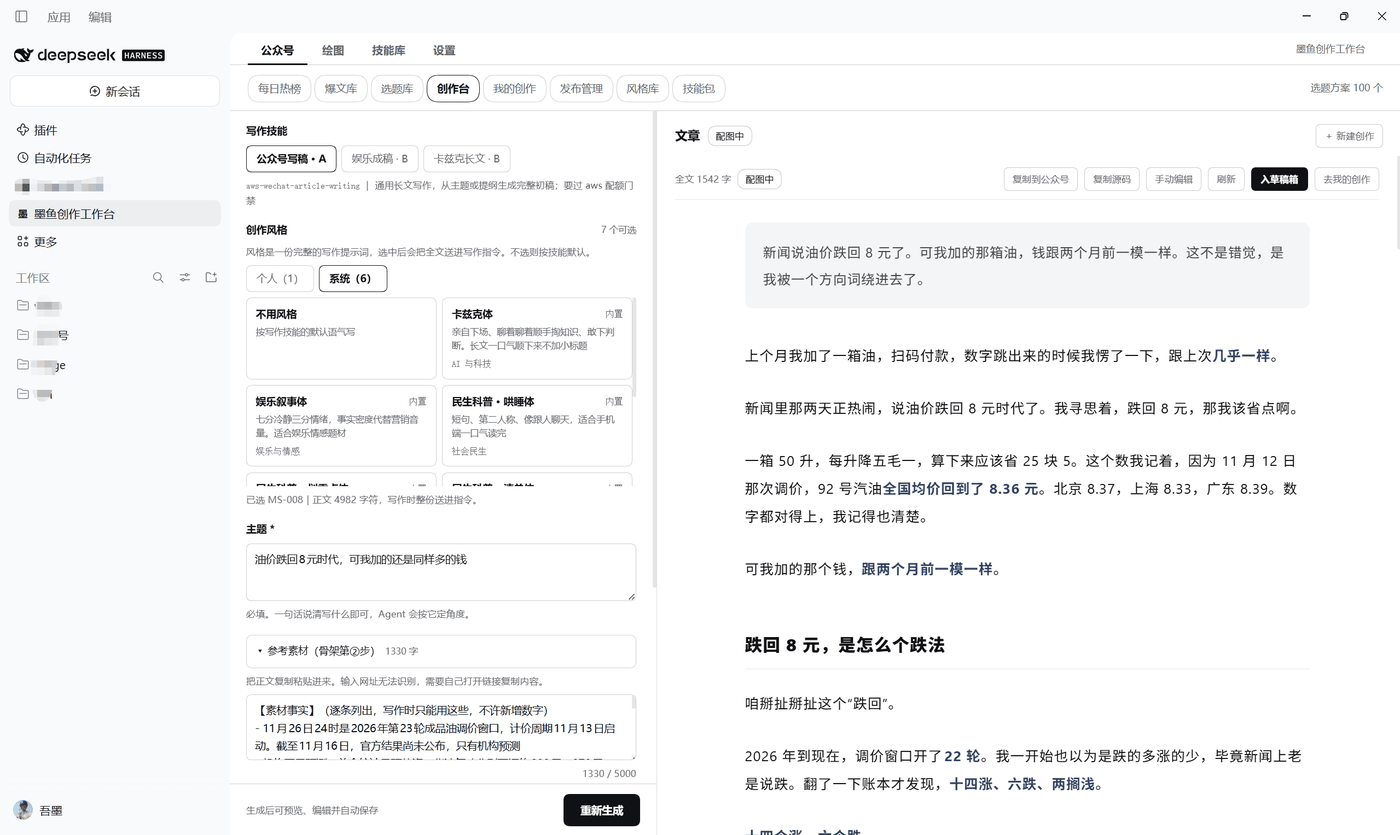 应用 编辑
deepseek HARNESS
新会话
插件
自动化任务
墨 墨鱼创作工作台
更多
工作区
号
ge
吾墨
公众号 绘图 技能库 设置
墨鱼创作工作台
每日热榜 爆文库 选题库 创作台 我的创作 发布管理 风格库 技能包
选题方案 100 个
写作技能
公众号写稿·A 娱乐成稿·B 卡兹克长文·B
aws-wechat-article-writing | 通用长文写作，从主题或提纲生成完整初稿；要过 aws 配额门
禁
创作风格 7 个可选
风格是一份完整的写作提示词，选中后会把全文送进写作指令。不选则按技能默认。
个人（1） 系统（6）
不用风格
按写作技能的默认语气写
卡兹克体 内置
亲自下场、聊着聊着顺手掏知识、敢下判
断。长文一口气顺下来不加小标题
AI 与科技
娱乐叙事体 内置
七分冷静三分情绪，事实密度代替营销音
量。适合娱乐情感题材
娱乐与情感
民生科普·哄睡体 内置
短句、第二人称、像跟人聊天，适合手机
端一口气读完
社会民生
已选 MS-008 | 正文 4982 字符，写作时整份送进指令。
主题 *
油价跌回8元时代，可我加的还是同样多的钱
必填。一句话说清写什么即可，Agent 会按它定角度。
参考素材（骨架第②步） 1330 字
把正文复制粘贴进来。输入网址无法识别，需要自己打开链接复制内容。
【素材事实】（逐条列出，写作时只能用这些，不许新增数字）
- 11月26日24时是2026年第23轮成品油调价窗口，计价周期11月13日启
动。截至11月16日，官方结果尚未公布，只有机构预测
1330 / 5000
生成后可预览、编辑并自动保存
重新生成
文章 配图中
+ 新建创作
全文 1542 字 配图中
复制到公众号 复制源码 手动编辑 刷新 入草稿箱 去我的创作
新闻说油价跌回 8 元了。可我加的那箱油，钱跟两个月前一模一样。这不是错觉，是
我被一个方向词绕进去了。
上个月我加了一箱油，扫码付款，数字跳出来的时候我愣了一下，跟上次几乎一样。
新闻里那两天正热闹，说油价跌回 8 元时代了。我寻思着，跌回 8 元，那我该省点啊。
一箱 50 升，每升降五毛一，算下来应该省 25 块 5。这个数我记着，因为 11 月 12 日
那次调价，92 号汽油全国均价回到了 8.36 元。北京 8.37，上海 8.33，广东 8.39。数
字都对得上，我记得也清楚。
可我加的那个钱，跟两个月前一模一样。
跌回 8 元，是怎么个跌法
咱掰扯掰扯这个“跌回”。
2026 年到现在，调价窗口开了 22 轮。我一开始也以为是跌的多涨的少，毕竟新闻上老
是说跌。翻了一下账本才发现，十四涨、六跌、两搁浅。